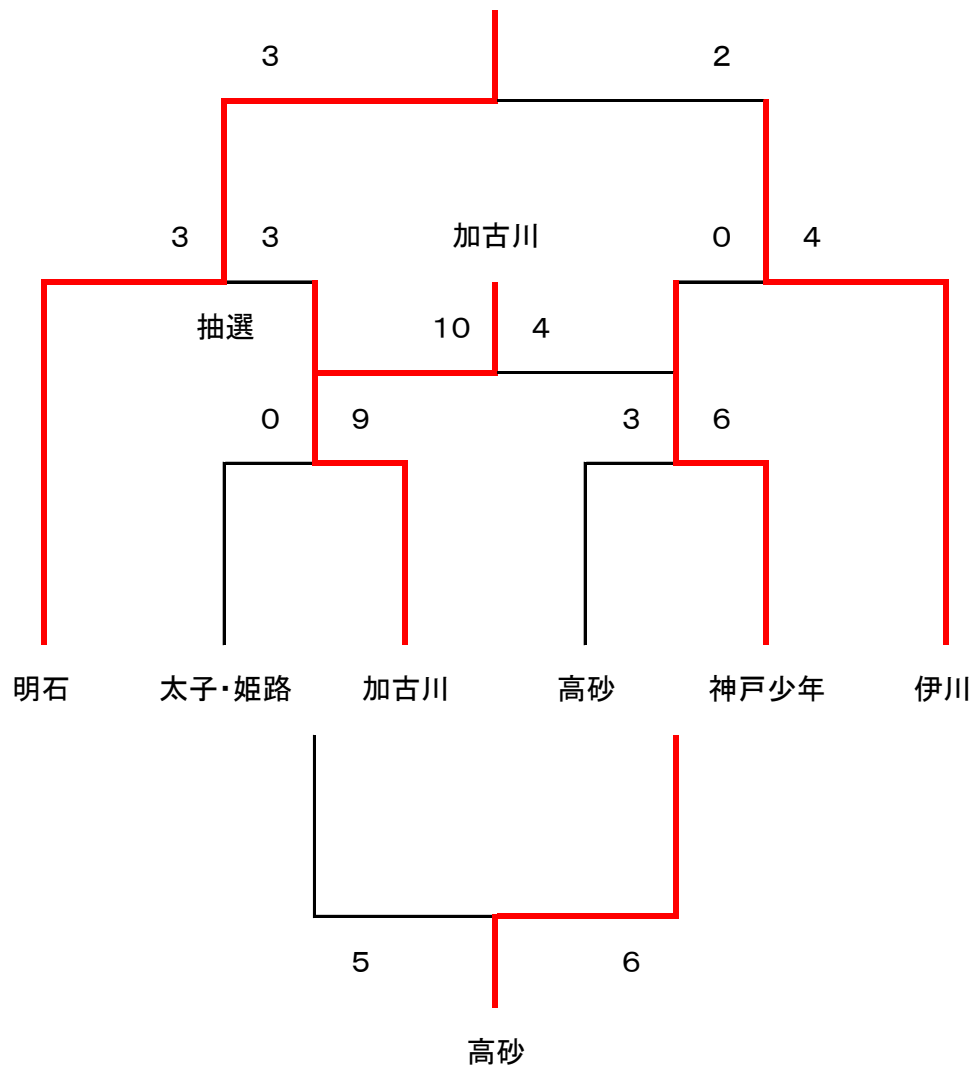 ３ ２
３ ３ 加古川 ０ ４
抽選 １０ ４
０ ９ ３ ６
明石 太子・姫路 加古川 高砂 神戸少年 伊川
５ ６
高砂